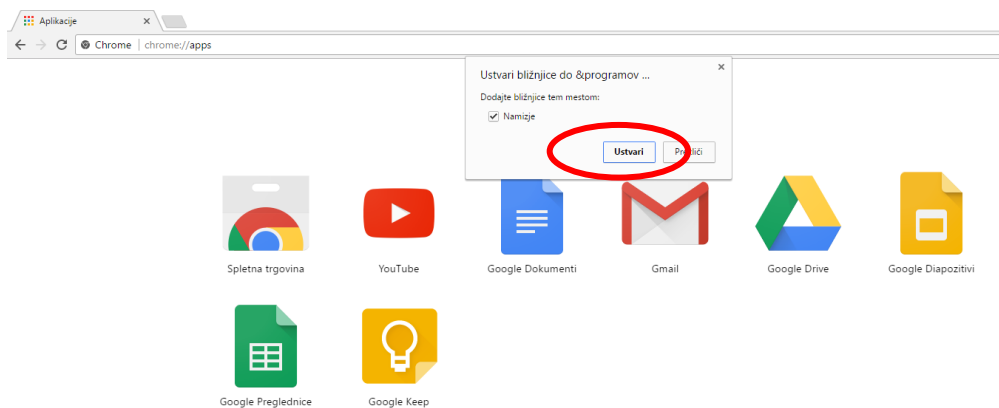 Aplikacije
Chrome | chrome://apps
Ustvari bližnjice do &programov ...
Dodajte bližnjice tem mestom:
Namizje
Ustvari
Spletna trgovina
YouTube
Google Dokumenti
Gmail
Google Drive
Google Diapozitivi
Google Preglednice
Google Keep